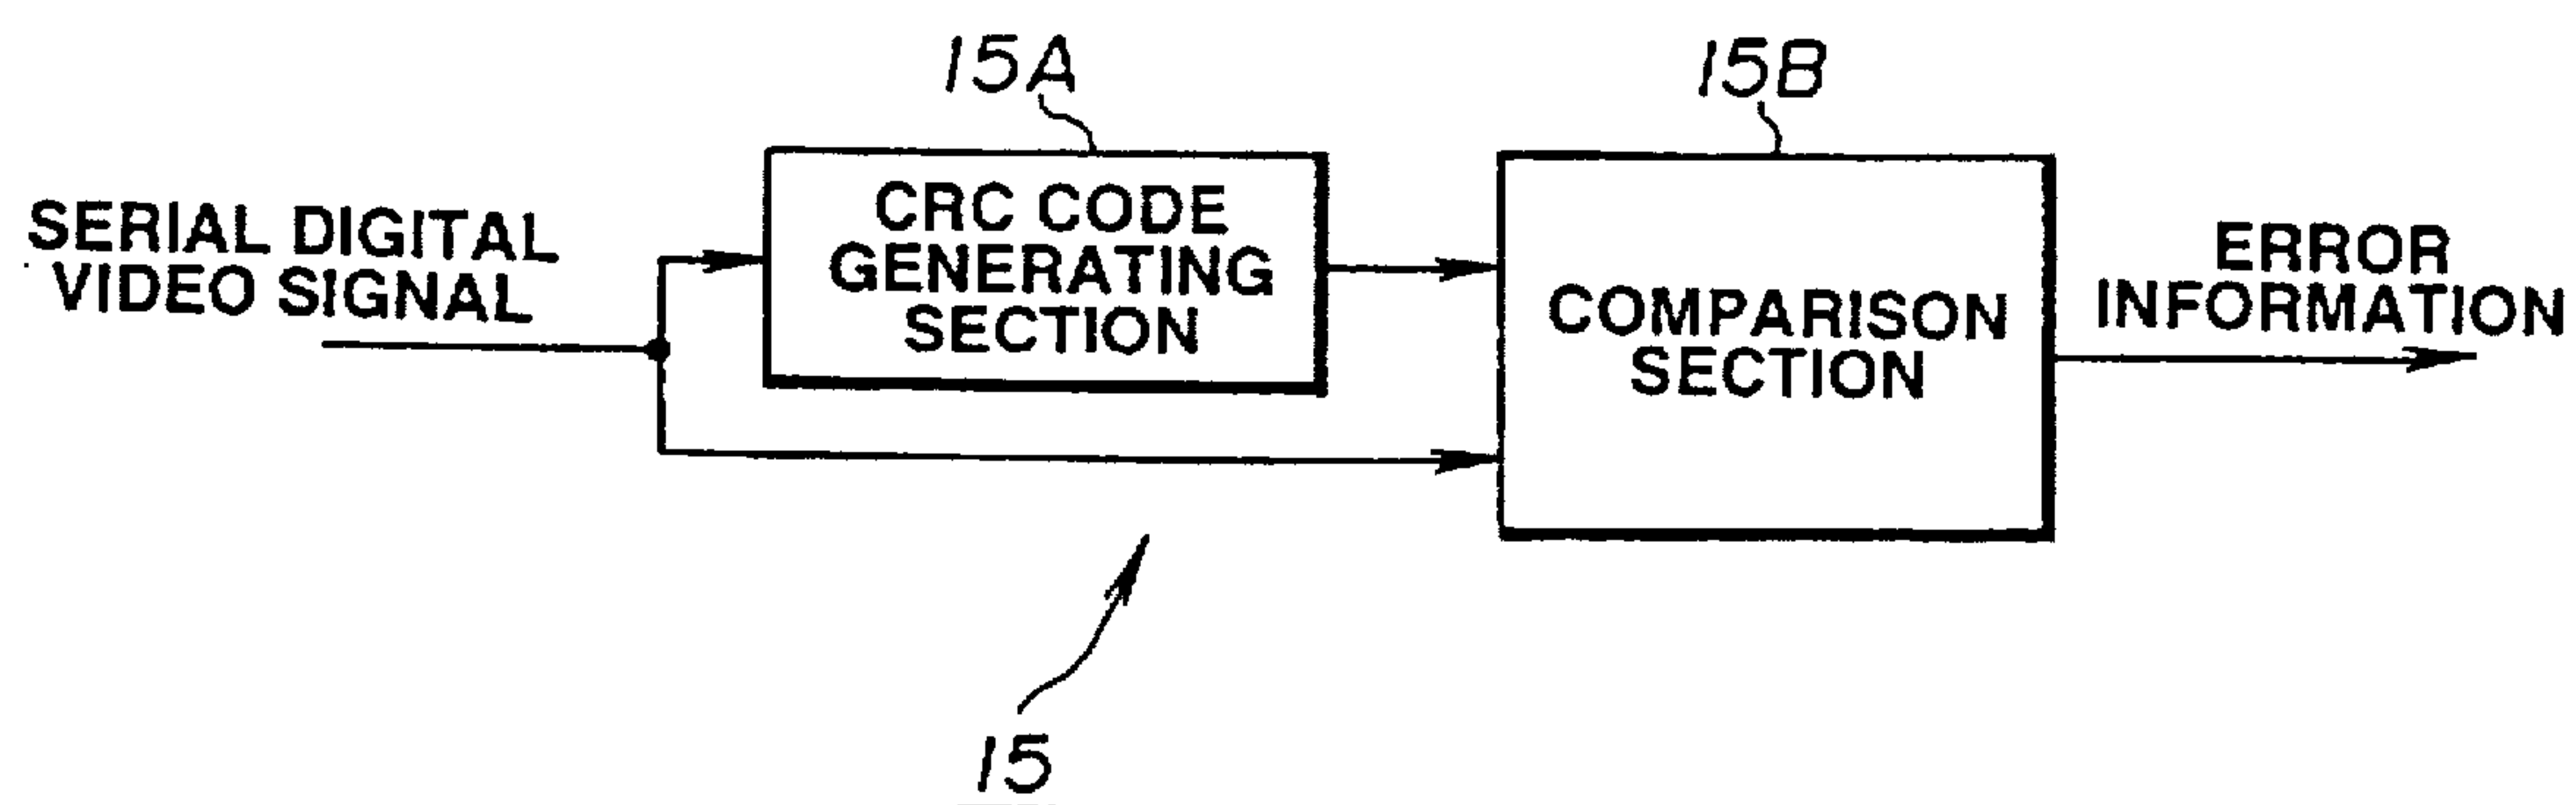 15A
15B
SERIAL DIGITAL
VIDEO SIGNAL
CRC CODE
GENERATING
SECTION
COMPARISON
SECTION
ERROR
INFORMATION
15